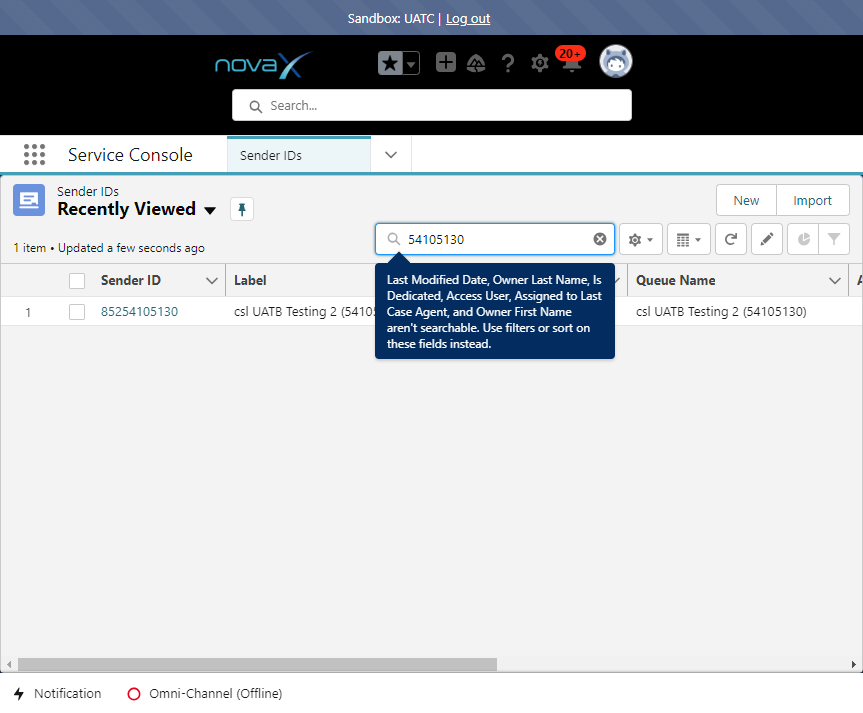 Sandbox: UATC | Log out
novaX
20+
Search...
Service Console
Sender IDs
Sender IDs
Recently Viewed
New
Import
1 item • Updated a few seconds ago
54105130
Sender ID
Label
Queue Name
1
85254105130
csl UATB Testing 2 (5410
csl UATB Testing 2 (54105130)
Last Modified Date, Owner Last Name, Is
Dedicated, Access User, Assigned to Last
Case Agent, and Owner First Name
aren't searchable. Use filters or sort on
these fields instead.
Notification
Omni-Channel (Offline)